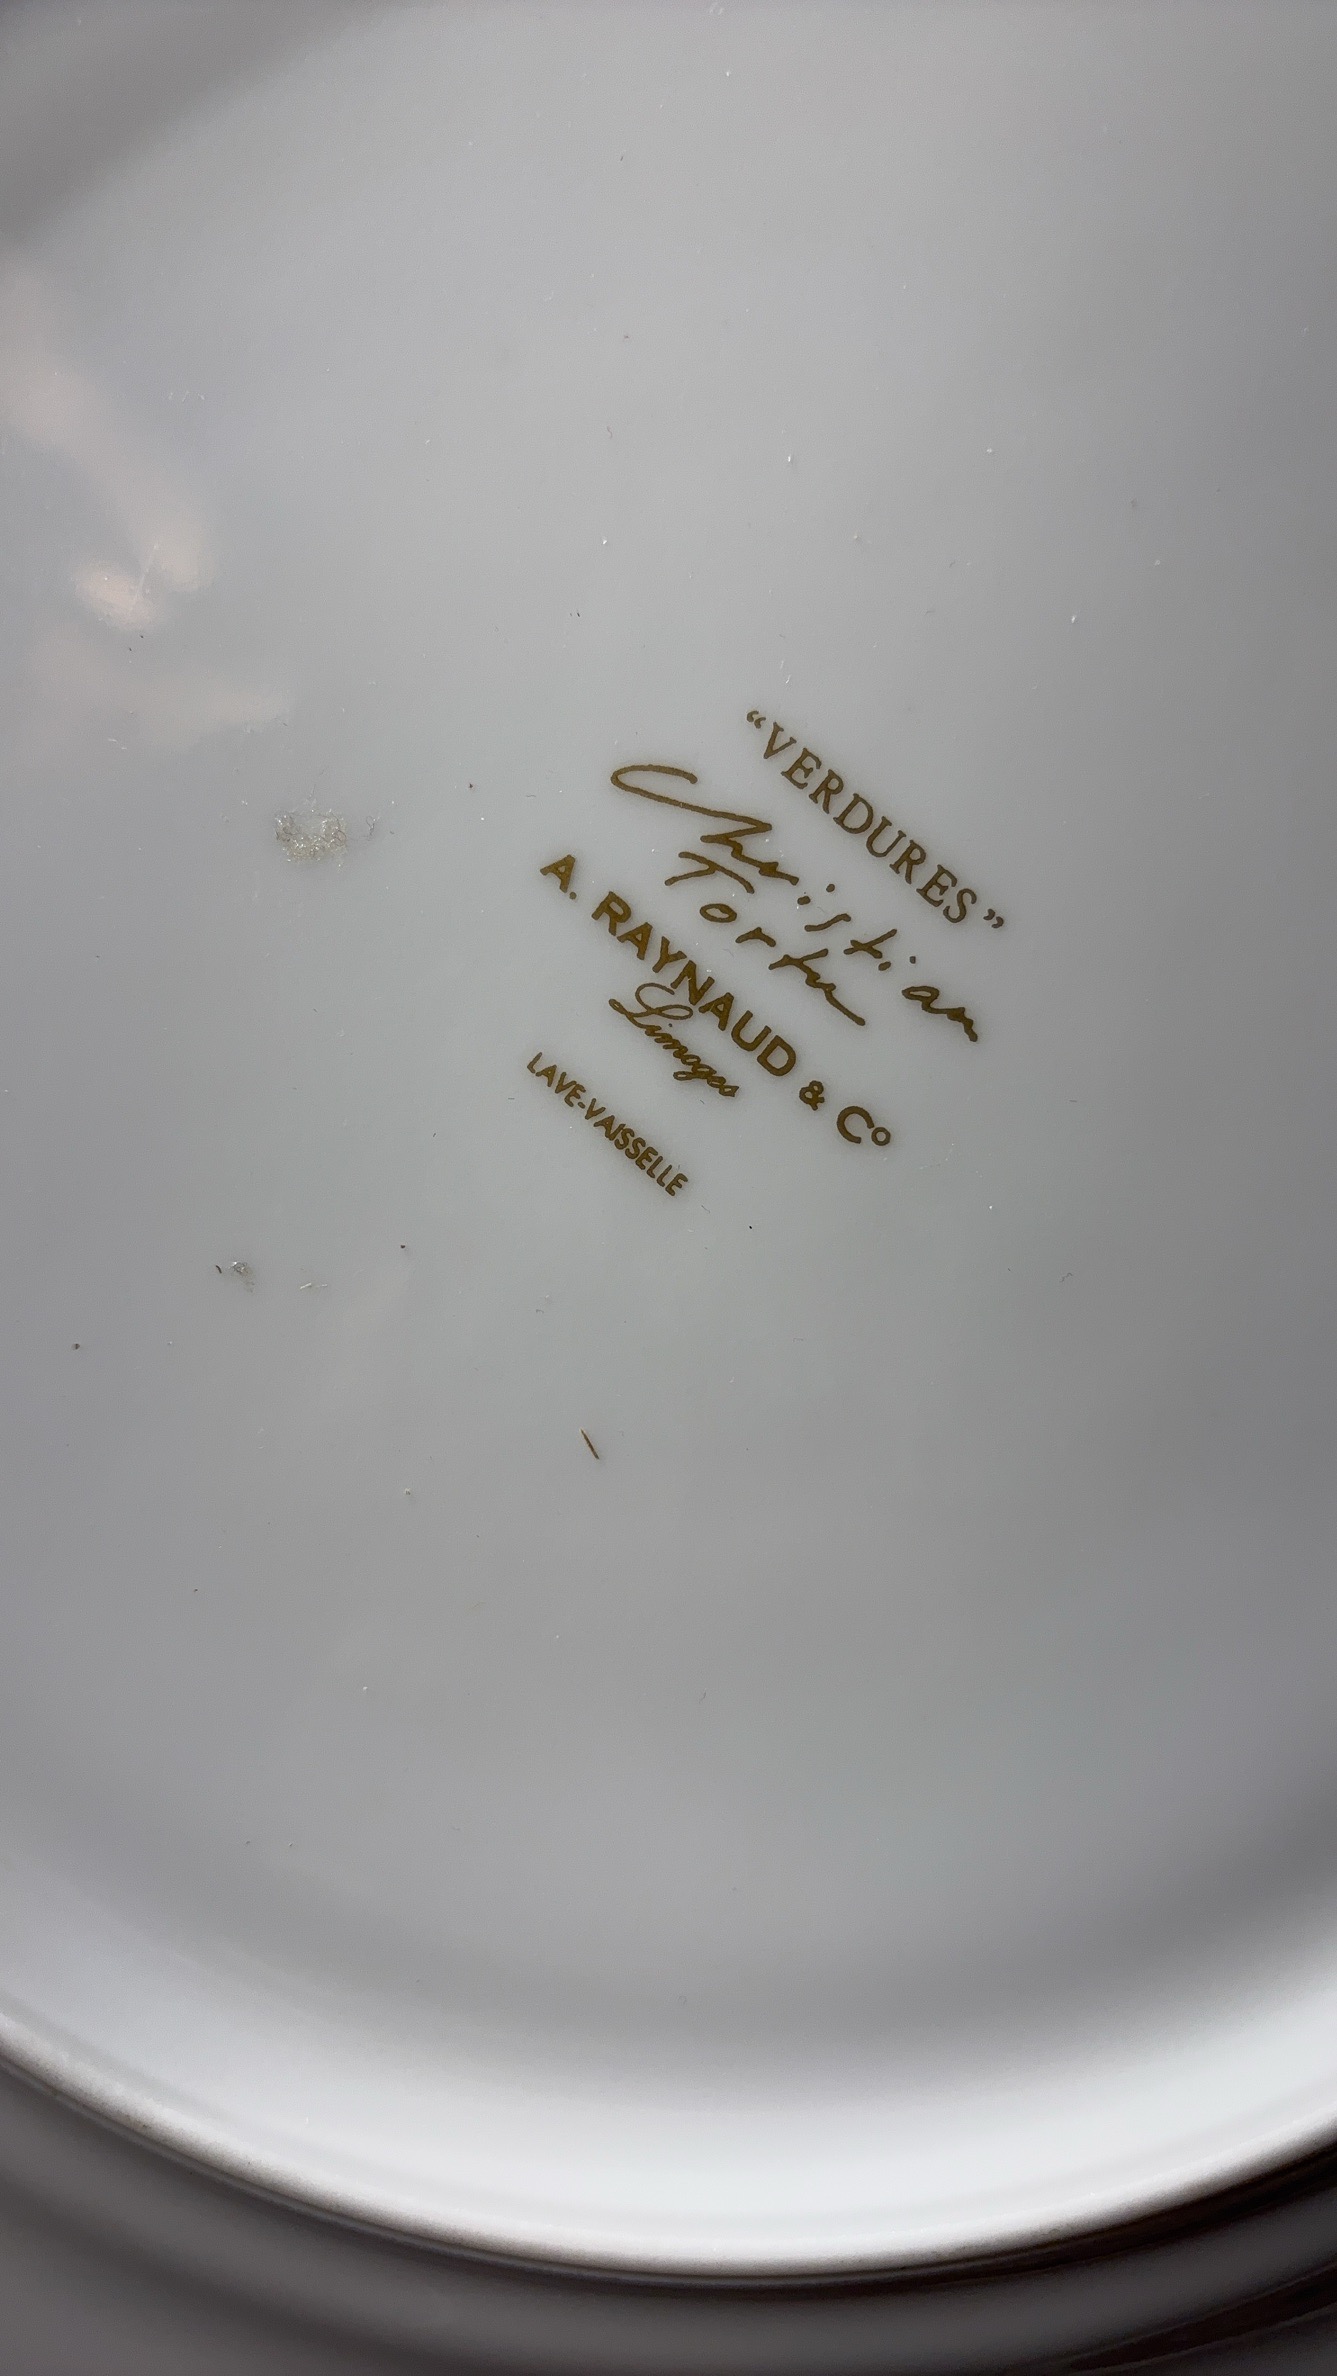 “VERDURES”
Christian
Tortu
A. RAYNAUD & Cº
Limoges
LAVE-VAISSELLE